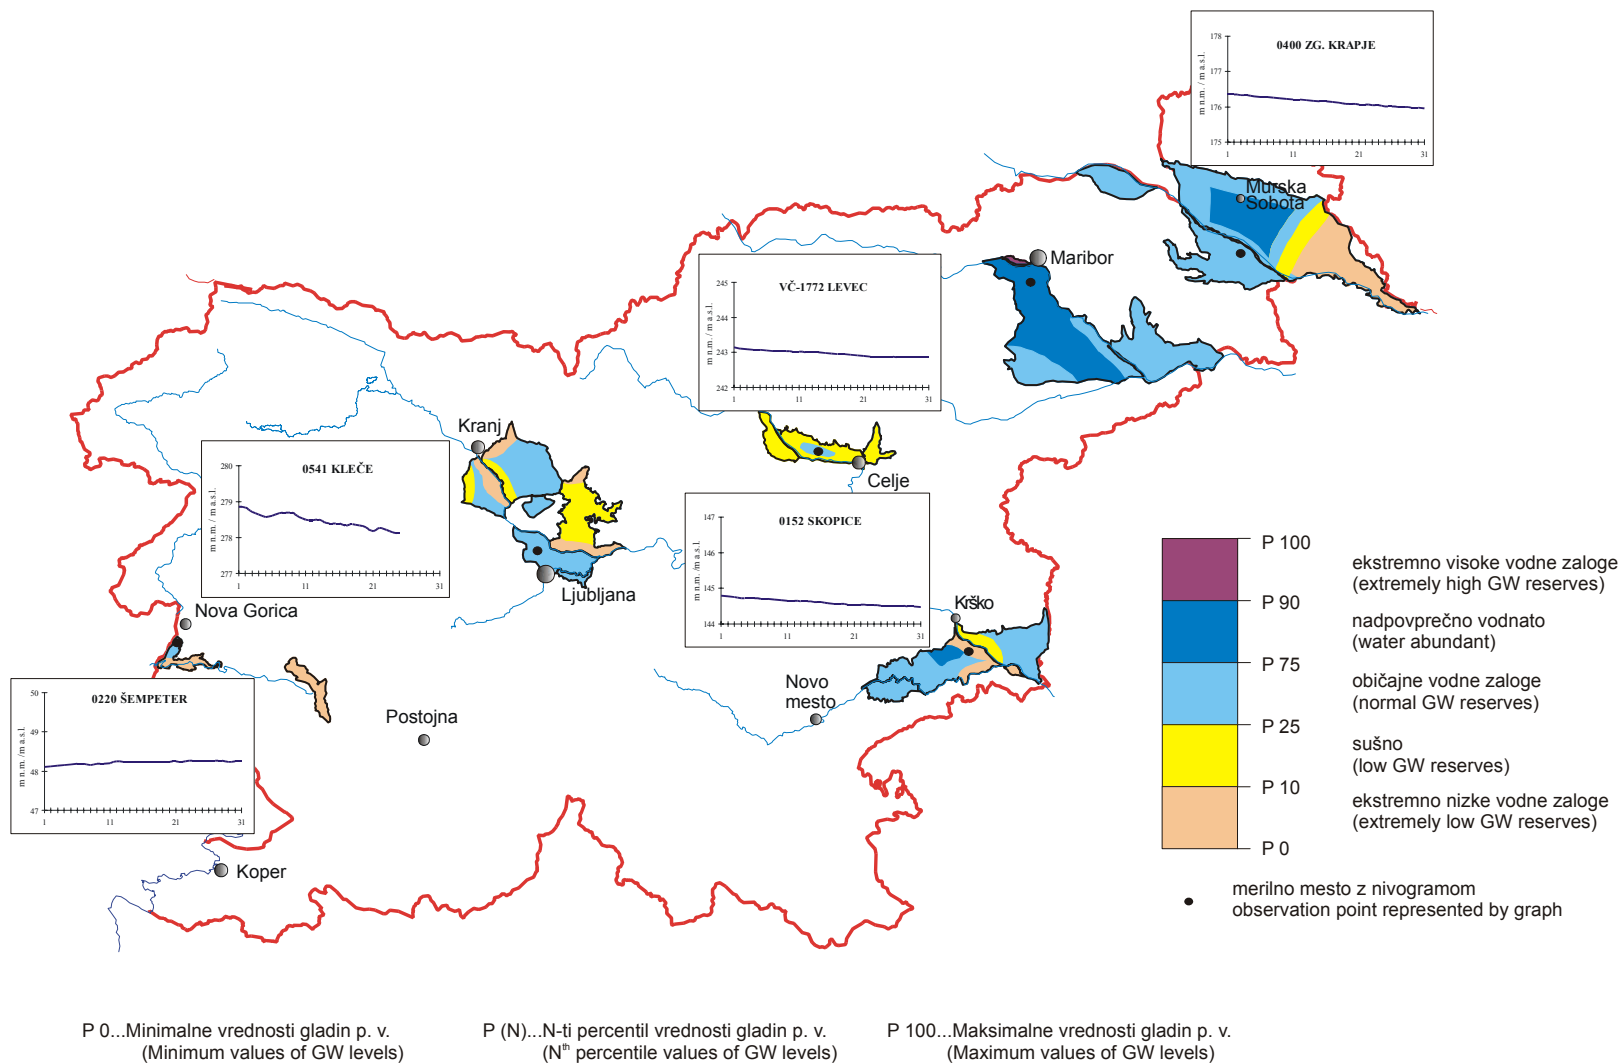 0400 ZG. KRAPJE
m n.m. / m a.s.l.
178
177
176
175
1
11
21
31
Murska
Sobota
Maribor
VČ-1772 LEVEC
m n.m. / m a.s.l.
245
244
243
242
1
11
21
31
Kranj
Celje
0541 KLEČE
m n.m. / m a.s.l.
280
279
278
277
1
11
21
31
0152 SKOPICE
m n.m. /m a.s.l.
147
146
145
144
1
11
21
31
Ljubljana
Nova Gorica
Krško
Novo
mesto
Postojna
0220 ŠEMPETER
m n.m. /m a.s.l.
50
49
48
47
1
11
21
31
Koper
P 100
ekstremno visoke vodne zaloge
(extremely high GW reserves)
P 90
nadpovprečno vodnato
(water abundant)
P 75
običajne vodne zaloge
(normal GW reserves)
P 25
sušno
(low GW reserves)
P 10
ekstremno nizke vodne zaloge
(extremely low GW reserves)
P 0
merilno mesto z nivogramom
observation point represented by graph
P 0...Minimalne vrednosti gladin p. v.
(Minimum values of GW levels)
P (N)...N-ti percentil vrednosti gladin p. v.
(Nth percentile values of GW levels)
P 100...Maksimalne vrednosti gladin p. v.
(Maximum values of GW levels)